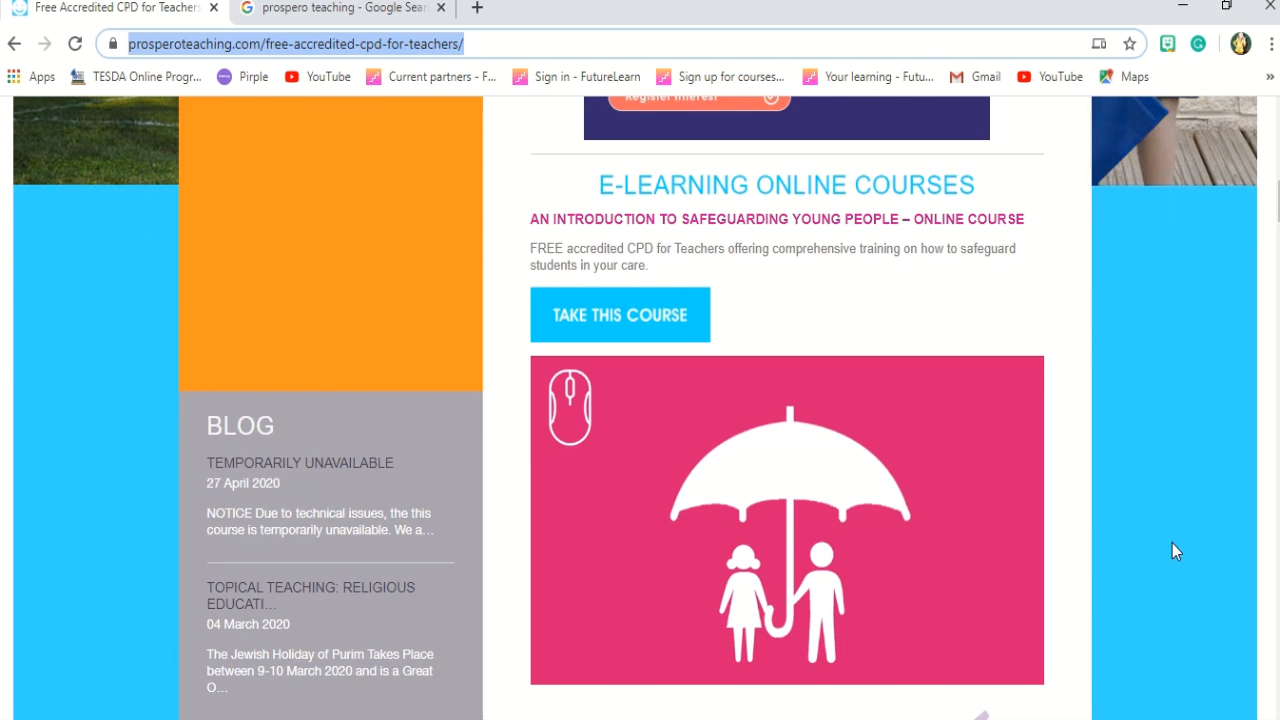 Free Accredited CPD for Teachers
prospero teaching - Google Sear
prosperoteaching.com/free-accredited-cpd-for-teachers/
Apps
TESDA Online Progr...
Pirple
YouTube
Current partners - F...
Sign in - FutureLearn
Sign up for courses...
Your learning - Futu...
Gmail
YouTube
Maps
Register Interest
E-LEARNING ONLINE COURSES
AN INTRODUCTION TO SAFEGUARDING YOUNG PEOPLE – ONLINE COURSE
FREE accredited CPD for Teachers offering comprehensive training on how to safeguard
students in your care.
TAKE THIS COURSE
BLOG
TEMPORARILY UNAVAILABLE
27 April 2020
NOTICE Due to technical issues, the this
course is temporarily unavailable. We a...
TOPICAL TEACHING: RELIGIOUS
EDUCATI...
04 March 2020
The Jewish Holiday of Purim Takes Place
between 9-10 March 2020 and is a Great
O...